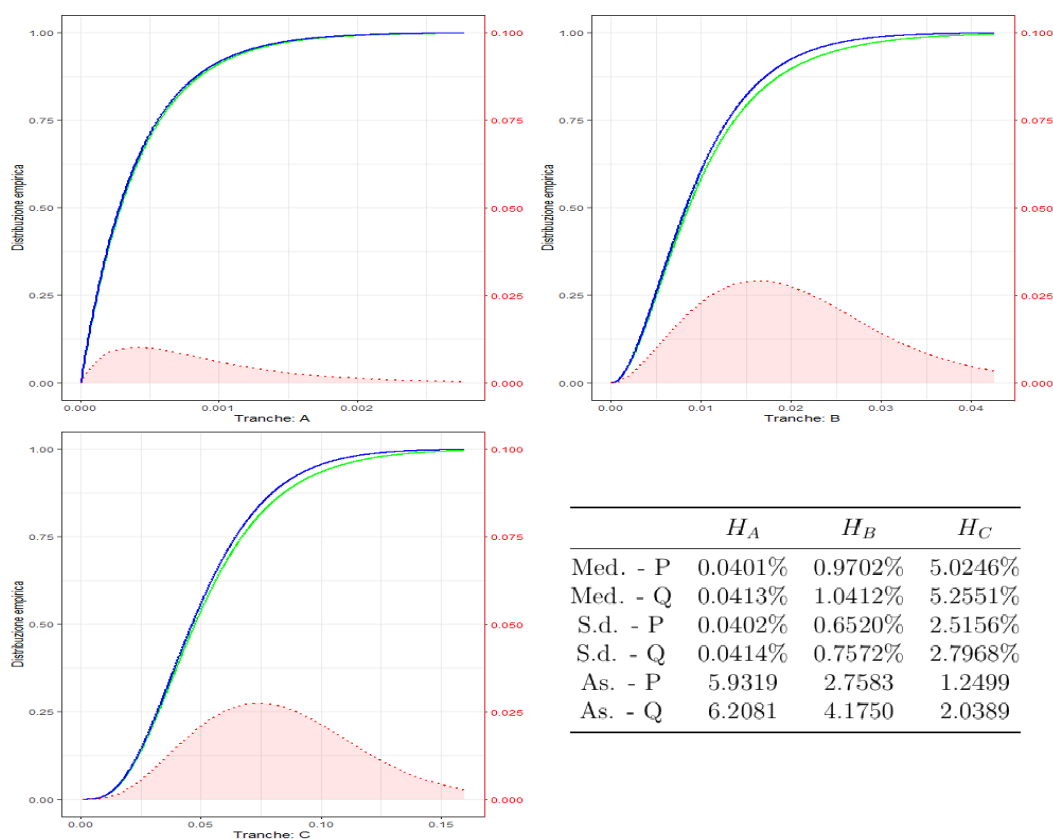 1.00
0.75
0.50
0.25
0.00
Distribuzione empirica
0.100
0.075
0.050
0.025
0.000
0.000 0.001 0.002
Tranche: A
1.00
0.75
0.50
0.25
0.00
Distribuzione empirica
0.100
0.075
0.050
0.025
0.000
0.00 0.01 0.02 0.03 0.04
Tranche: B
1.00
0.75
0.50
0.25
0.00
Distribuzione empirica
0.100
0.075
0.050
0.025
0.000
0.00 0.05 0.10 0.15
Tranche: C
H_A H_B H_C
Med. - P 0.0401% 0.9702% 5.0246%
Med. - Q 0.0413% 1.0412% 5.2551%
S.d. - P 0.0402% 0.6520% 2.5156%
S.d. - Q 0.0414% 0.7572% 2.7968%
As. - P 5.9319 2.7583 1.2499
As. - Q 6.2081 4.1750 2.0389